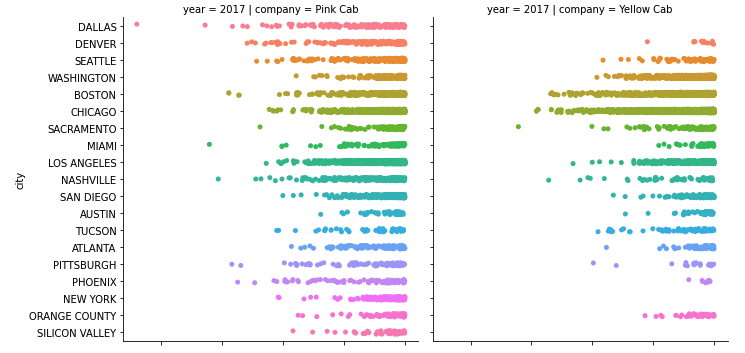 year = 2017 | company = Pink Cab
year = 2017 | company = Yellow Cab
DALLAS
DENVER
SEATTLE
WASHINGTON
BOSTON
CHICAGO
SACRAMENTO
MIAMI
LOS ANGELES
NASHVILLE
SAN DIEGO
AUSTIN
TUCSON
ATLANTA
PITTSBURGH
PHOENIX
NEW YORK
ORANGE COUNTY
SILICON VALLEY
city